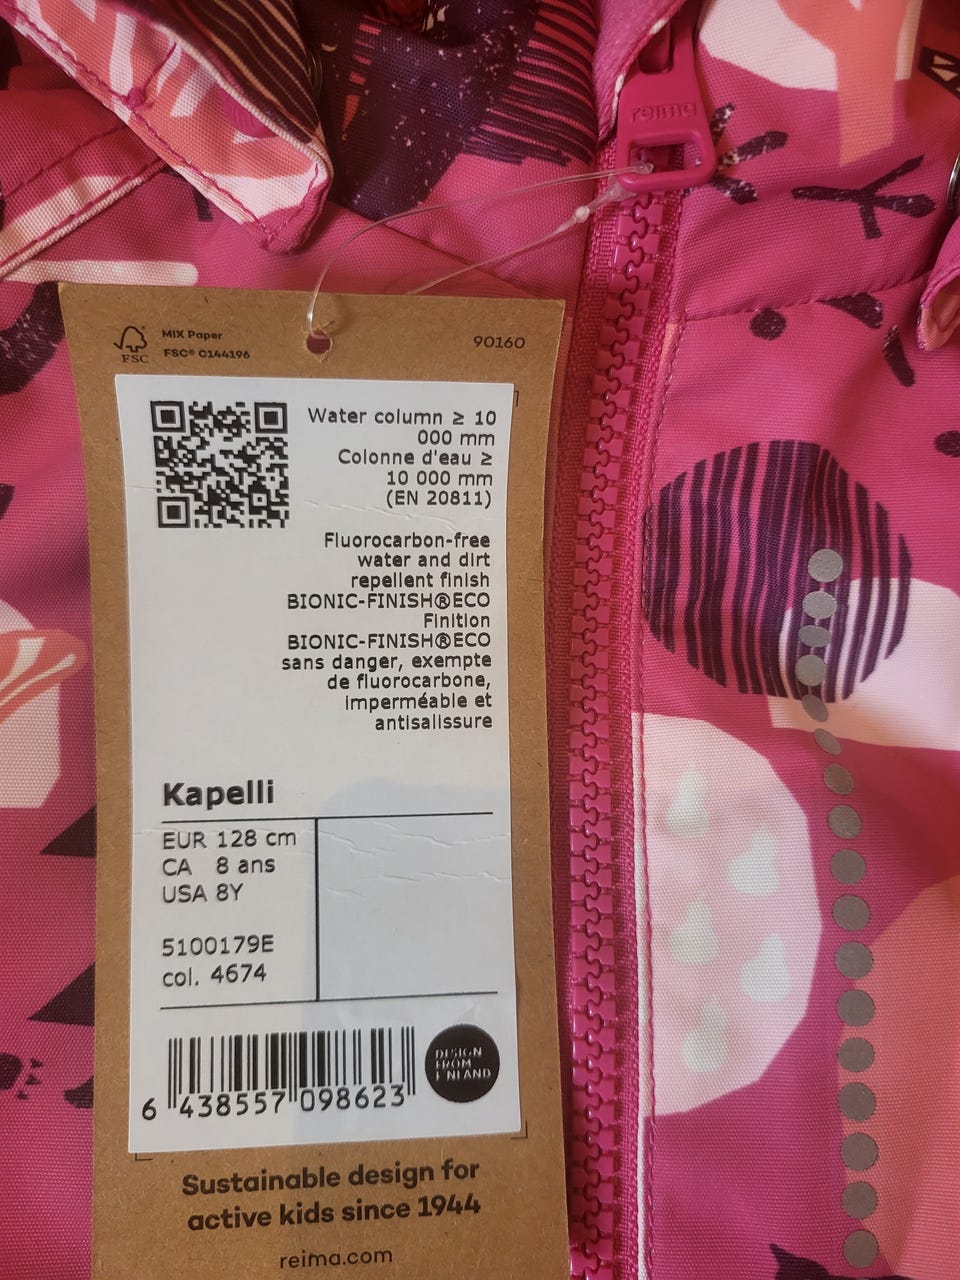 reima
MIX Paper
FSC® C144196
FSC
90160
Water column ≥ 10
000 mm
Colonne d'eau ≥
10 000 mm
(EN 20811)
Fluorocarbon-free
water and dirt
repellent finish
BIONIC-FINISH®ECO
Finition
BIONIC-FINISH®ECO
sans danger, exempte
de fluorocarbone,
imperméable et
antisalissure
Kapelli
EUR 128 cm
CA 8 ans
USA 8Y
5100179E
col. 4674
6 438557 098623
DESIGN
FROM
FINLAND
Sustainable design for
active kids since 1944
reima.com